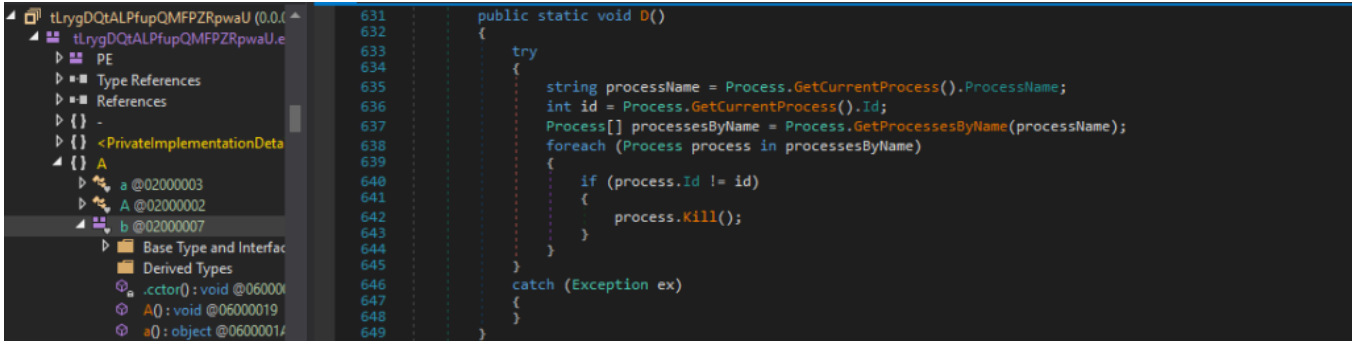 tLrygDQtALPfupQMFPZRpwaU (0.0.(
tLrygDQtALPfupQMFPZRpwaU.e
PE
Type References
References
{ } -
{ } <PrivateImplementationDeta
{ } A
a @02000003
A @02000002
b @02000007
Base Type and Interfac
Derived Types
.cctor() : void @06000
A() : void @06000019
a() : object @0600001A
631 public static void D()
632 {
633 try
634 {
635 string processName = Process.GetCurrentProcess().ProcessName;
636 int id = Process.GetCurrentProcess().Id;
637 Process[] processesByName = Process.GetProcessesByName(processName);
638 foreach (Process process in processesByName)
639 {
640 if (process.Id != id)
641 {
642 process.Kill();
643 }
644 }
645 }
646 catch (Exception ex)
647 {
648 }
649 }